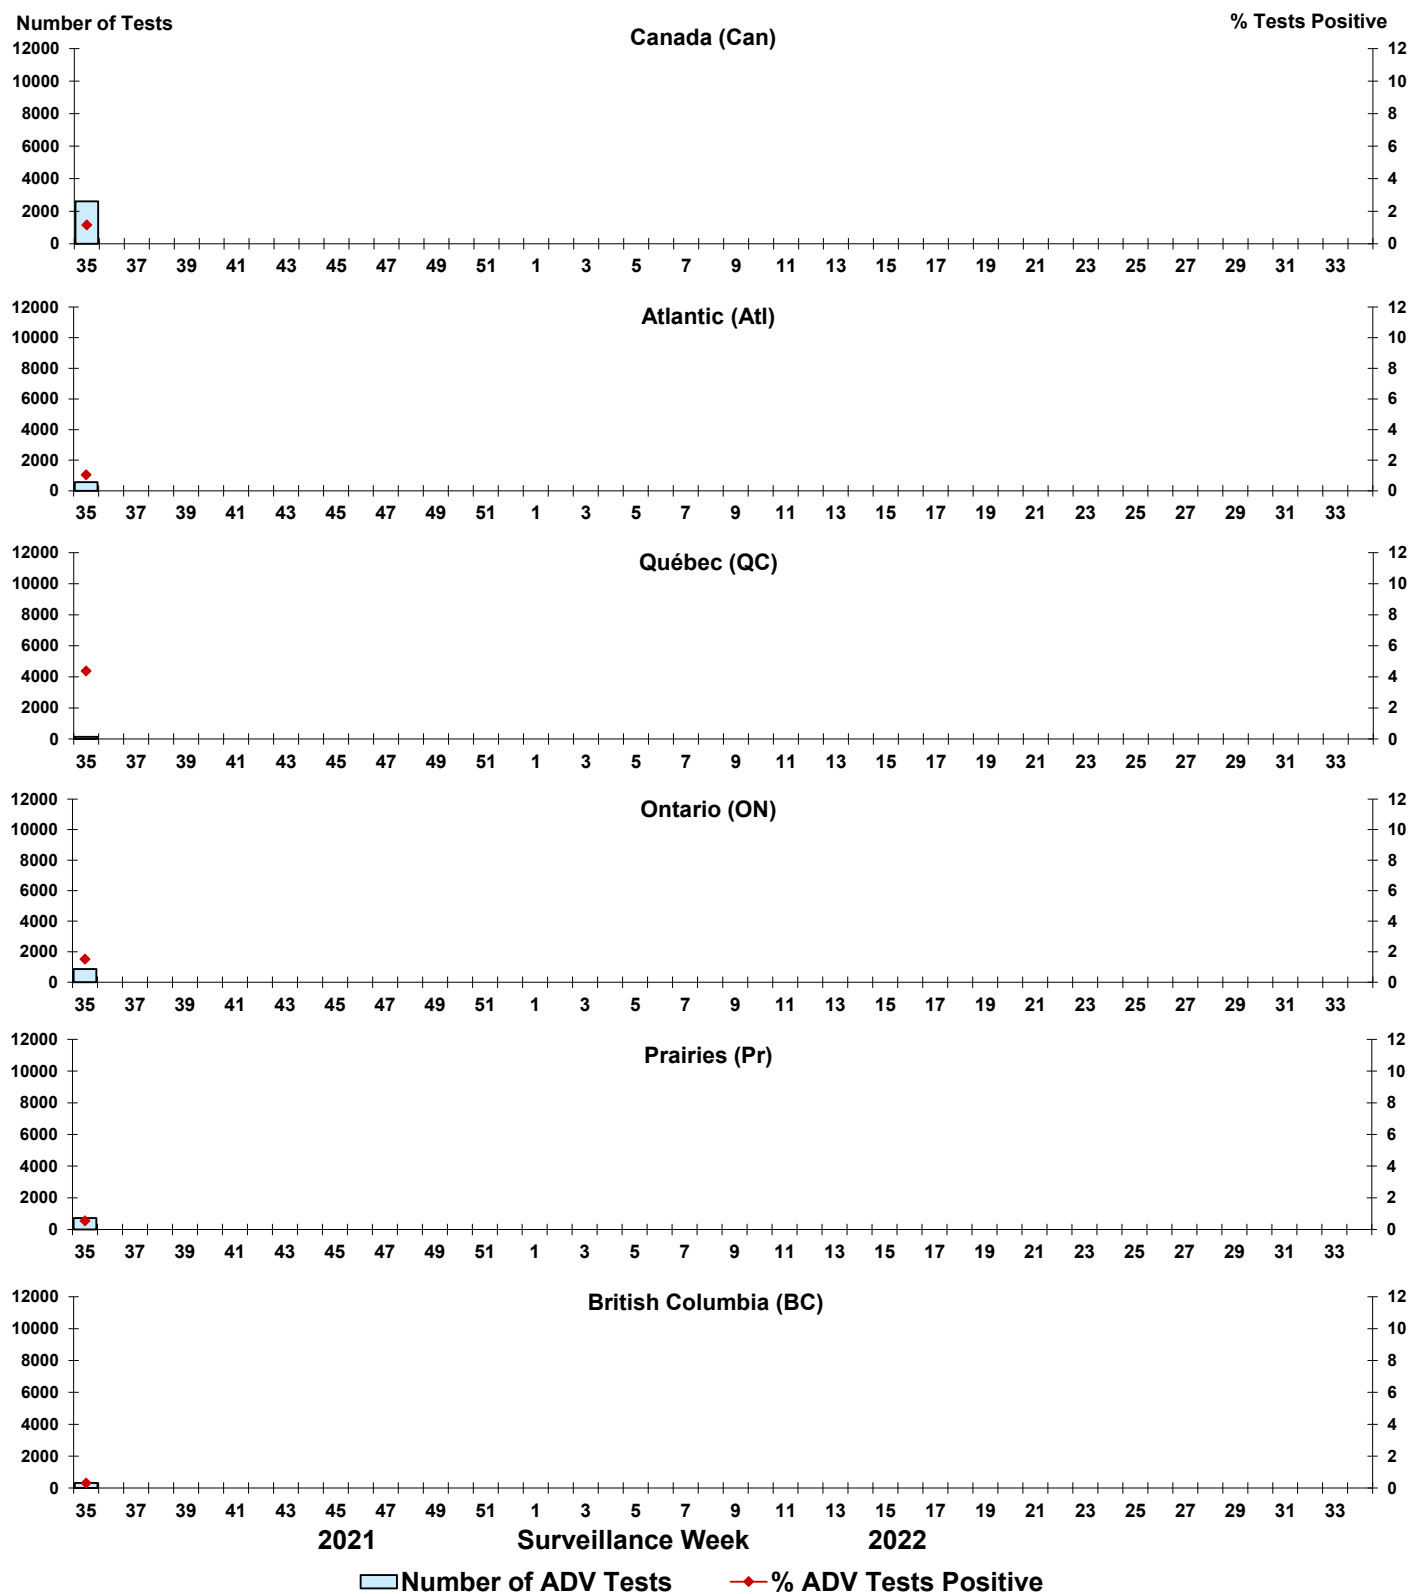 Number of Tests
% Tests Positive
Canada (Can)
12000 12
10000 10
8000 8
6000 6
4000 4
2000 2
0 0
35 37 39 41 43 45 47 49 51 1 3 5 7 9 11 13 15 17 19 21 23 25 27 29 31 33
Atlantic (Atl)
12000 12
10000 10
8000 8
6000 6
4000 4
2000 2
0 0
35 37 39 41 43 45 47 49 51 1 3 5 7 9 11 13 15 17 19 21 23 25 27 29 31 33
Québec (QC)
12000 12
10000 10
8000 8
6000 6
4000 4
2000 2
0 0
35 37 39 41 43 45 47 49 51 1 3 5 7 9 11 13 15 17 19 21 23 25 27 29 31 33
Ontario (ON)
12000 12
10000 10
8000 8
6000 6
4000 4
2000 2
0 0
35 37 39 41 43 45 47 49 51 1 3 5 7 9 11 13 15 17 19 21 23 25 27 29 31 33
Prairies (Pr)
12000 12
10000 10
8000 8
6000 6
4000 4
2000 2
0 0
35 37 39 41 43 45 47 49 51 1 3 5 7 9 11 13 15 17 19 21 23 25 27 29 31 33
British Columbia (BC)
12000 12
10000 10
8000 8
6000 6
4000 4
2000 2
0 0
35 37 39 41 43 45 47 49 51 1 3 5 7 9 11 13 15 17 19 21 23 25 27 29 31 33
2021 Surveillance Week 2022
Number of ADV Tests % ADV Tests Positive